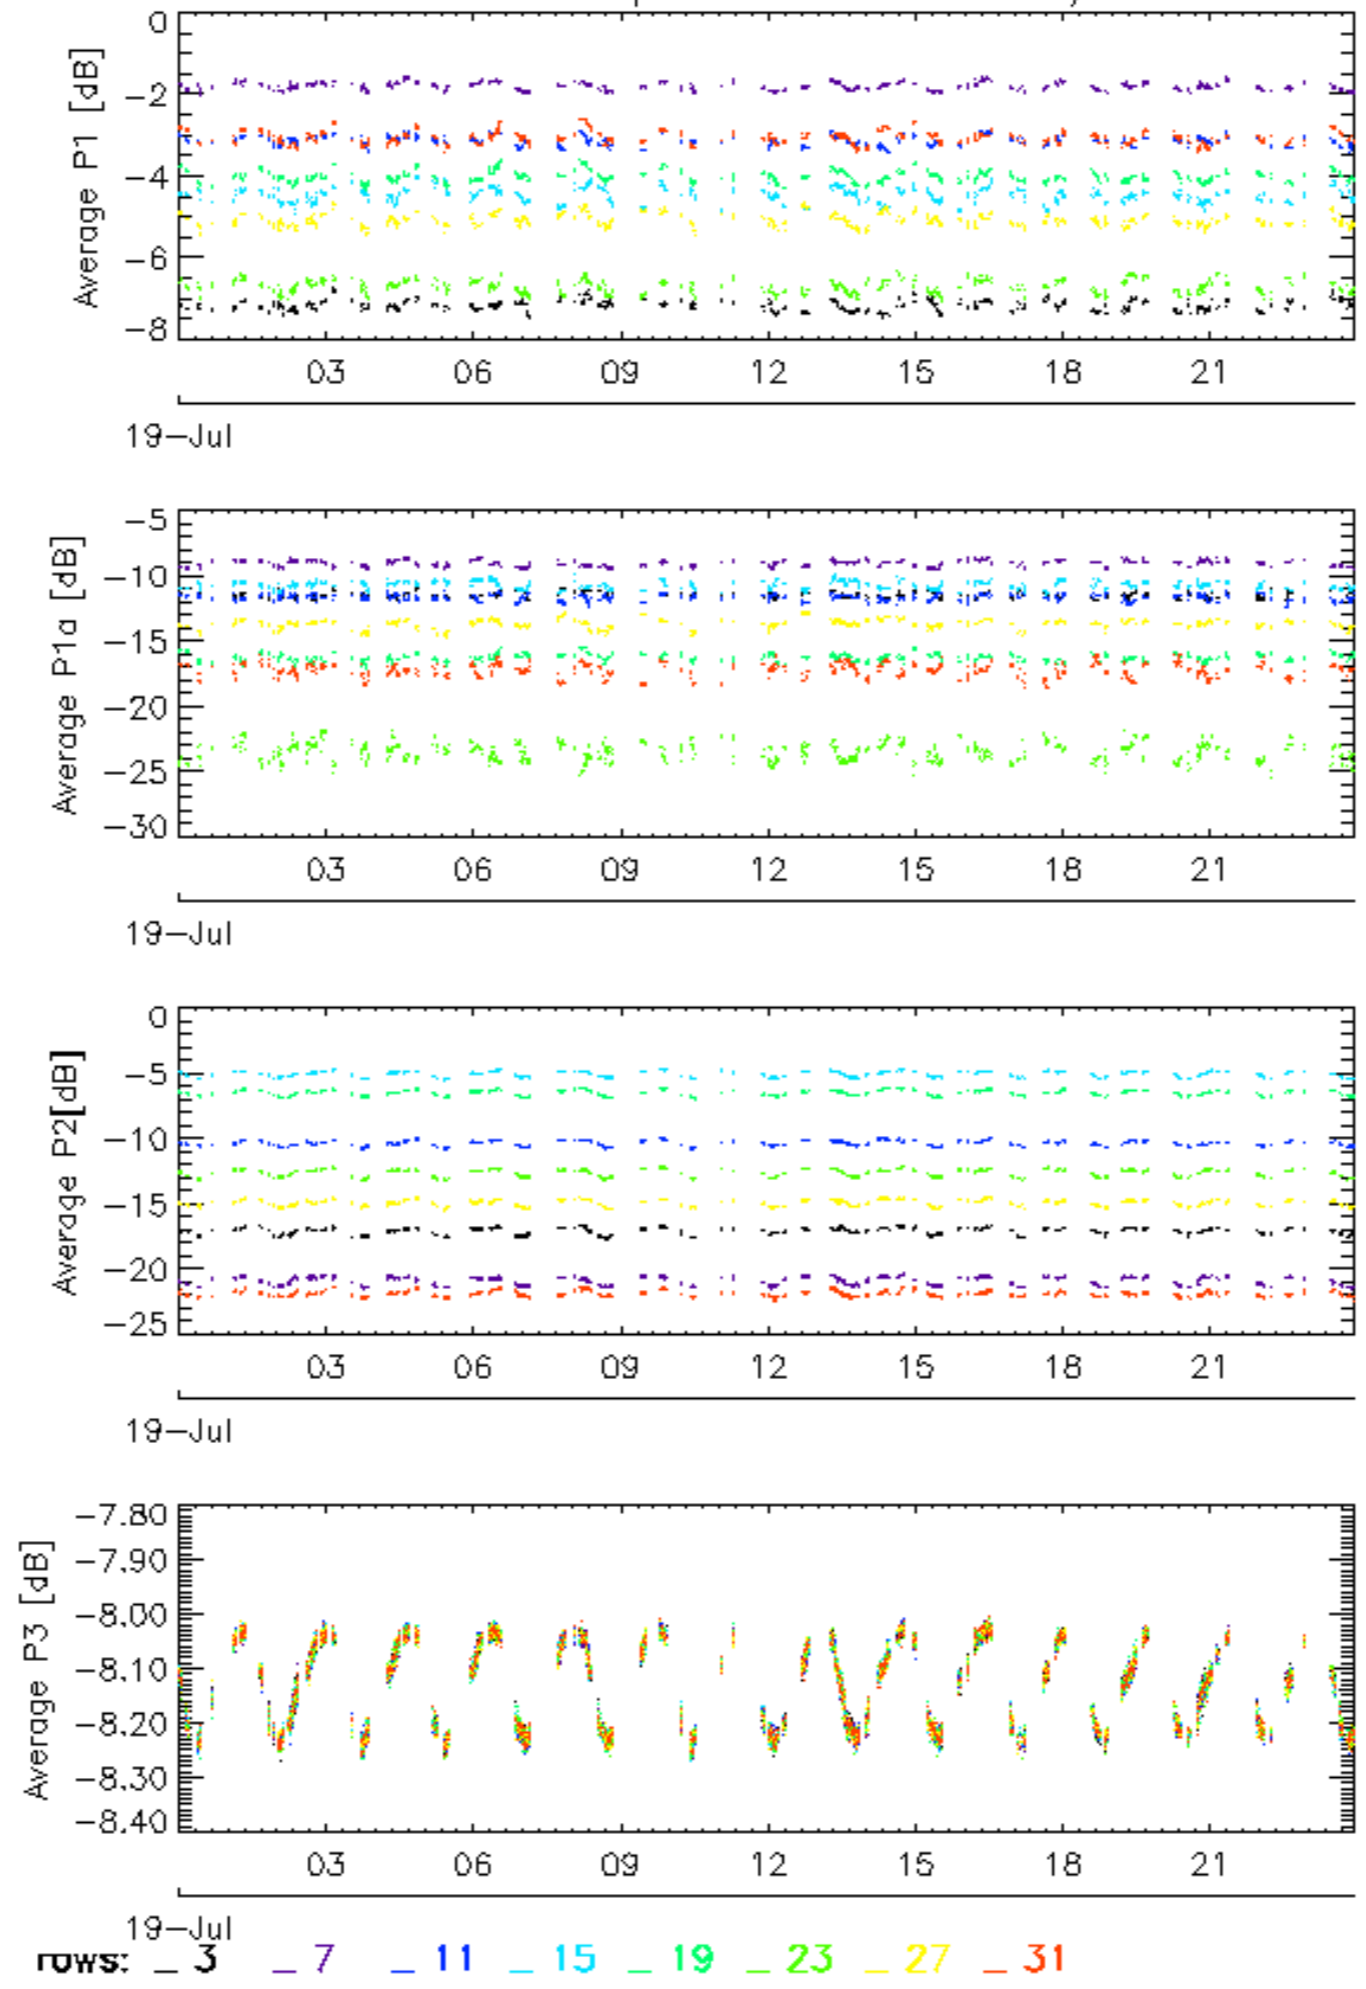 0
−2
−4
−6
−8
Average P1 [dB]
03 06 09 12 15 18 21
19−Jul
−5
−10
−15
−20
−25
−30
Average P1a [dB]
03 06 09 12 15 18 21
19−Jul
0
−5
−10
−15
−20
−25
Average P2[dB]
03 06 09 12 15 18 21
19−Jul
−7.80
−7.90
−8.00
−8.10
−8.20
−8.30
−8.40
Average P3 [dB]
03 06 09 12 15 18 21
19−Jul
rows: _ 3 _ 7 _ 11 _ 15 _ 19 _ 23 _ 27 _ 31